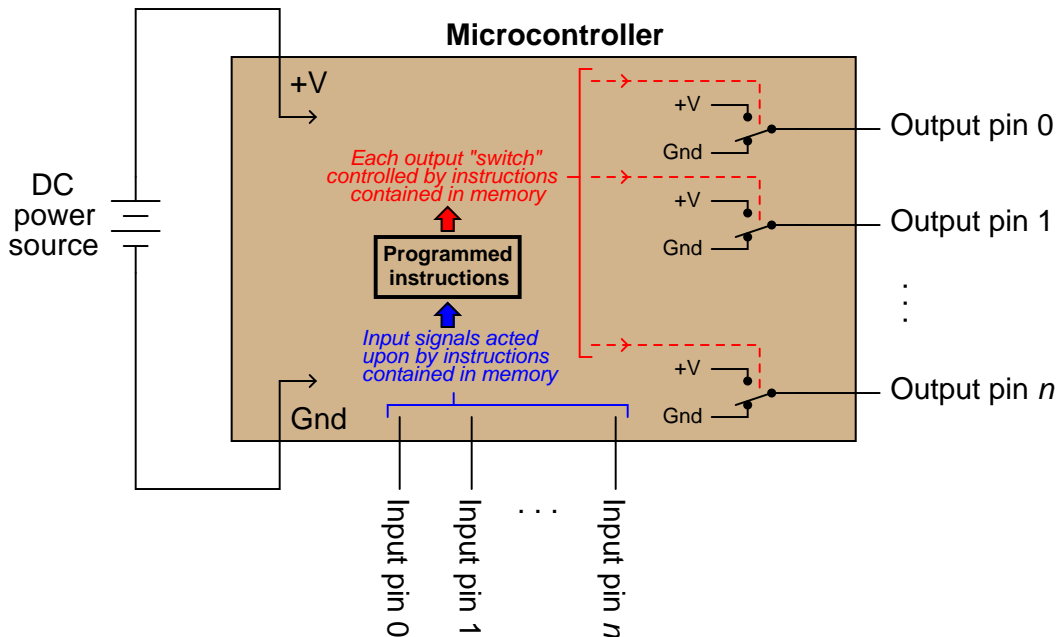 Microcontroller
+V
DC
power
source
Each output "switch"
controlled by instructions
contained in memory
Programmed
instructions
Input signals acted
upon by instructions
contained in memory
Gnd
+V
Gnd
Output pin 0
+V
Gnd
Output pin 1
. . .
+V
Gnd
Output pin n
Input pin 0
Input pin 1
. . .
Input pin n